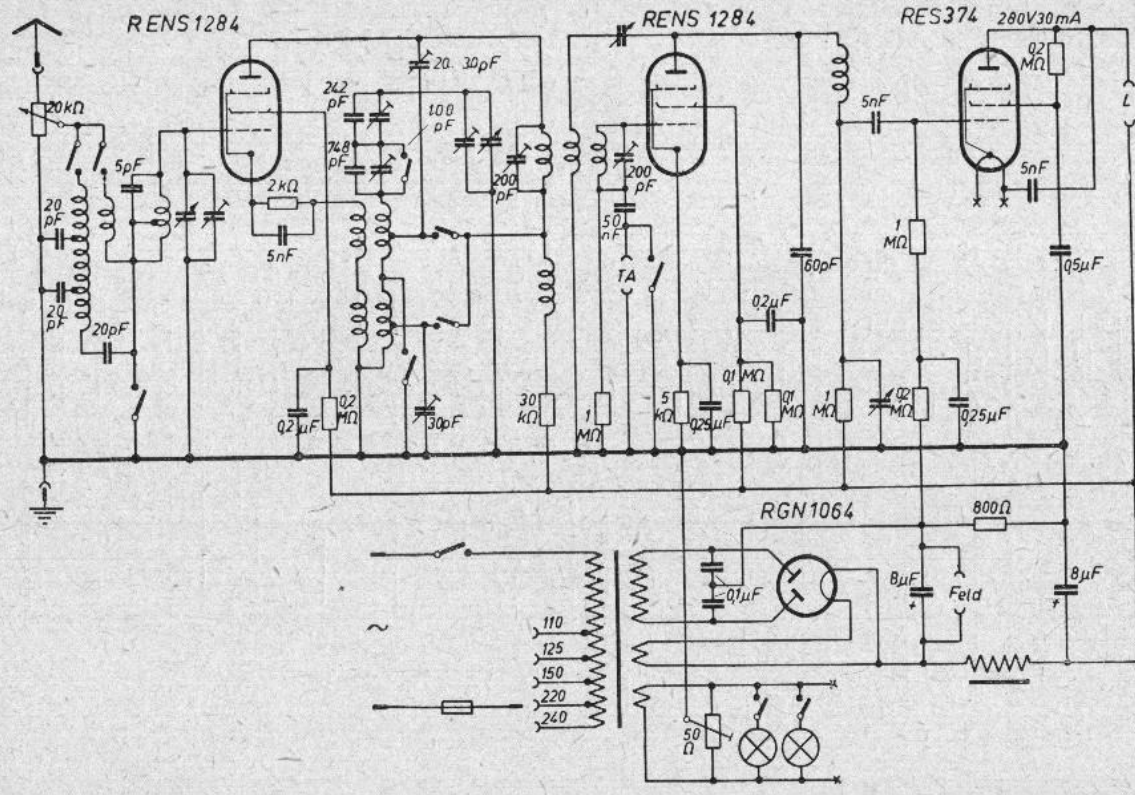 RENS1284
RENS 1284
RES374
280V30mA
20kΩ
5pF
20
pF
20
pF
20pF
2kΩ
5nF
242
pF
748
pF
20..30pF
100
pF
200
pF
200
pF
50
nF
TA
60pF
5nF
0,2
MΩ
L
5nF
1
MΩ
0,5µF
0,2µF
0,2
MΩ
30pF
30
kΩ
1
MΩ
5
kΩ
0,25µF
0,1 MΩ
0,2µF
0,1
MΩ
1
MΩ
0,2
MΩ
0,25µF
RGN1064
800Ω
0,1µF
8µF
+
Feld
8µF
+
~
110
125
150
220
240
50
Ω